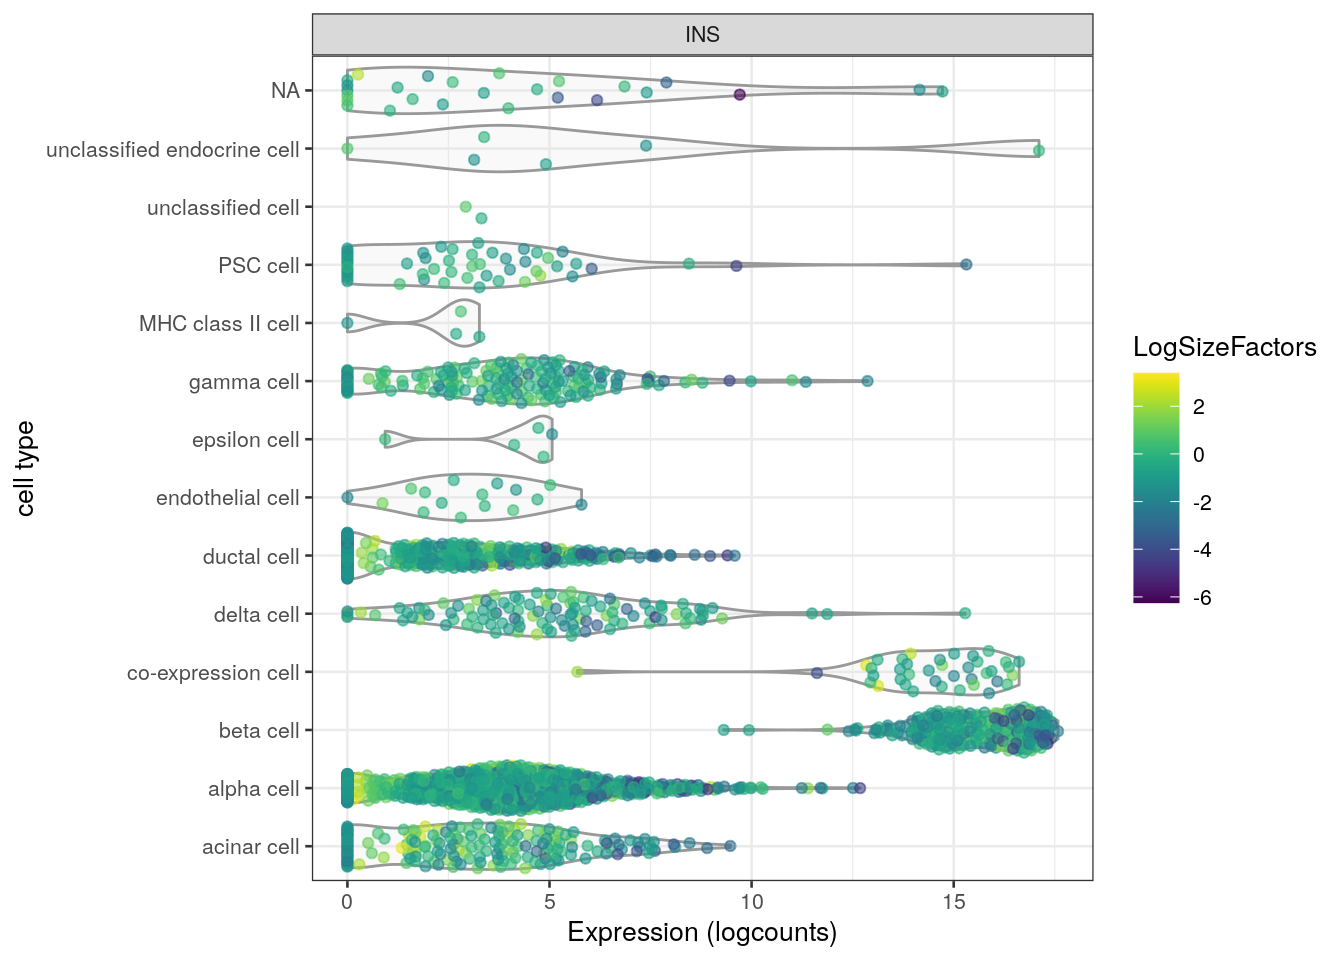 INS
NA
unclassified endocrine cell
unclassified cell
PSC cell
MHC class II cell
gamma cell
epsilon cell
endothelial cell
ductal cell
delta cell
co-expression cell
beta cell
alpha cell
acinar cell
cell type
0 5 10 15
Expression (logcounts)
LogSizeFactors
2
0
-2
-4
-6